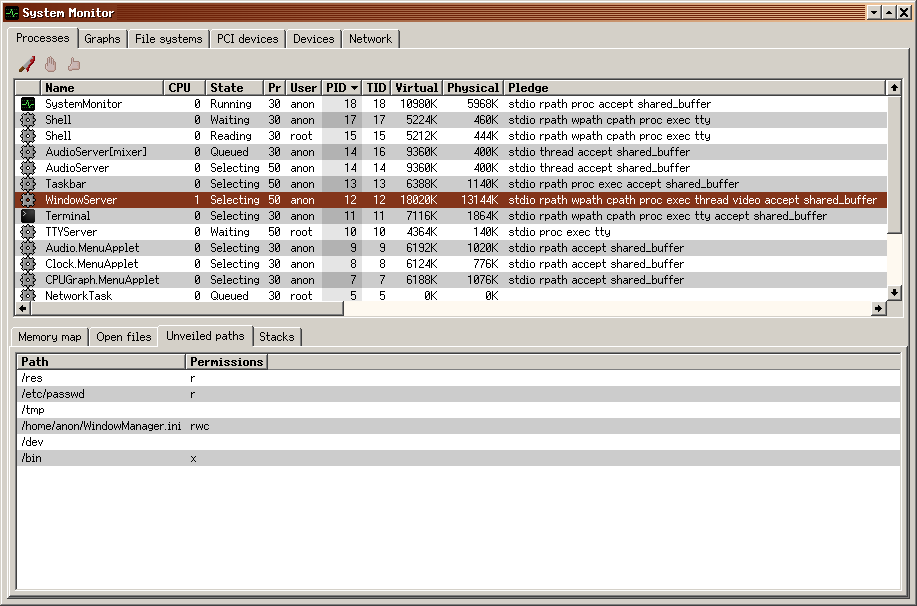 System Monitor
Processes Graphs File systems PCI devices Devices Network
Name CPU State Pr User PID TID Virtual Physical Pledge
SystemMonitor 0 Running 30 anon 18 18 10980K 5968K stdio rpath proc accept shared_buffer
Shell 0 Waiting 30 anon 17 17 5224K 460K stdio rpath wpath cpath proc exec tty
Shell 0 Reading 30 root 15 15 5212K 444K stdio rpath wpath cpath proc exec tty
AudioServer[mixer] 0 Queued 30 anon 14 16 9360K 400K stdio thread accept shared_buffer
AudioServer 0 Selecting 30 anon 14 14 9360K 400K stdio thread accept shared_buffer
Taskbar 0 Selecting 50 anon 13 13 6388K 1140K stdio rpath proc exec accept shared_buffer
WindowServer 1 Selecting 50 anon 12 12 18020K 13144K stdio rpath wpath cpath proc exec thread video accept shared_buffer
Terminal 0 Selecting 30 anon 11 11 7116K 1864K stdio rpath wpath cpath proc exec tty accept shared_buffer
TTYServer 0 Waiting 50 root 10 10 4364K 140K stdio proc exec tty
Audio.MenuApplet 0 Selecting 30 anon 9 9 6192K 1020K stdio rpath accept shared_buffer
Clock.MenuApplet 0 Selecting 30 anon 8 8 6124K 776K stdio rpath accept shared_buffer
CPUGraph.MenuApplet 0 Selecting 30 anon 7 7 6188K 1076K stdio rpath accept shared_buffer
NetworkTask 0 Queued 30 root 5 5 0K 0K
Memory map Open files Unveiled paths Stacks
Path Permissions
/res r
/etc/passwd r
/tmp
/home/anon/WindowManager.ini rwc
/dev
/bin x